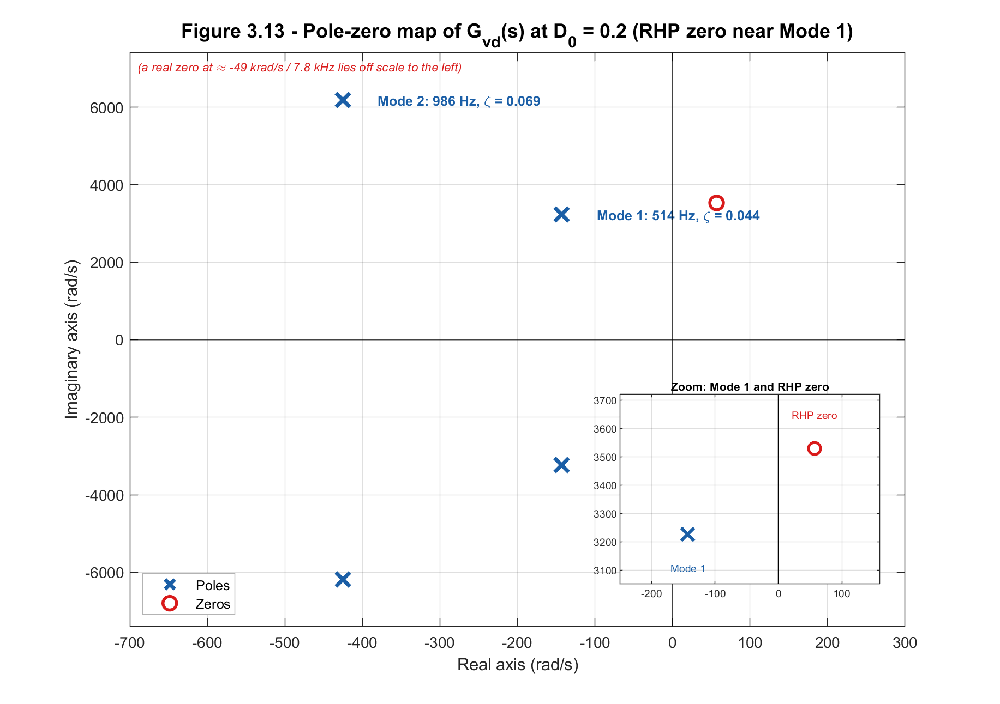 Figure 3.13 - Pole-zero map of Gvd(s) at D0 = 0.2 (RHP zero near Mode 1)
(a real zero at ≈ -49 krad/s / 7.8 kHz lies off scale to the left)
Mode 2: 986 Hz, ζ = 0.069
Mode 1: 514 Hz, ζ = 0.044
Imaginary axis (rad/s)
6000
4000
2000
0
-2000
-4000
-6000
Zoom: Mode 1 and RHP zero
3700
3600
3500
3400
3300
3200
3100
RHP zero
Mode 1
-200 -100 0 100
Poles
Zeros
-700 -600 -500 -400 -300 -200 -100 0 100 200 300
Real axis (rad/s)